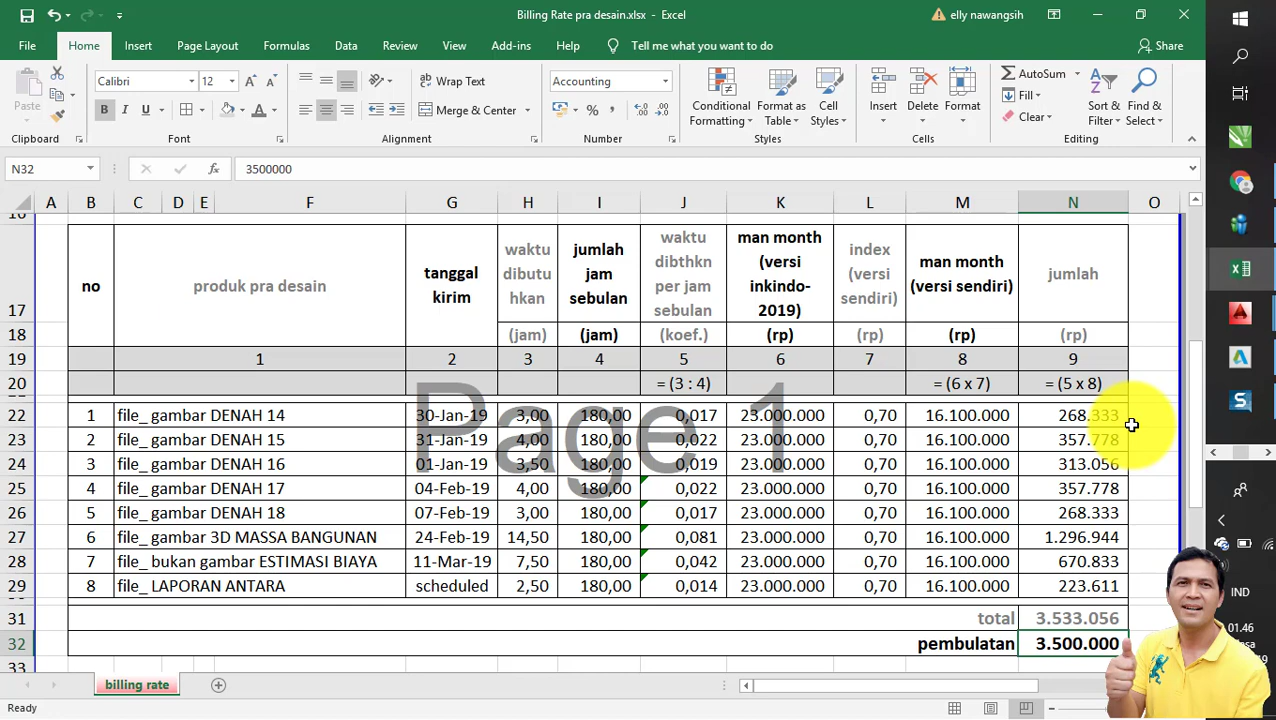 Billing Rate pra desain.xlsx - Excel
elly nawangsih
File Home Insert Page Layout Formulas Data Review View Add-ins Help Tell me what you want to do Share
Paste
Calibri 12
B I U
Wrap Text
Merge & Center
Accounting
Conditional Formatting
Format as Table
Cell Styles
Insert Delete Format
AutoSum
Fill
Clear
Sort & Filter
Find & Select
Clipboard Font Alignment Number Styles Cells Editing
N32 fx 3500000
A B C D E F G H I J K L M N O
17 no produk pra desain tanggal kirim waktu dibutuhkan jumlah jam sebulan waktu dibthkn per jam sebulan man month (versi inkindo-2019) index (versi sendiri) man month (versi sendiri) jumlah
18 (jam) (jam) (koef.) (rp) (rp) (rp) (rp)
19 1 2 3 4 5 6 7 8 9
20 = (3 : 4) = (6 x 7) = (5 x 8)
22 1 file_ gambar DENAH 14 30-Jan-19 3,00 180,00 0,017 23.000.000 0,70 16.100.000 268.333
23 2 file_ gambar DENAH 15 31-Jan-19 4,00 180,00 0,022 23.000.000 0,70 16.100.000 357.778
24 3 file_ gambar DENAH 16 01-Jan-19 3,50 180,00 0,019 23.000.000 0,70 16.100.000 313.056
25 4 file_ gambar DENAH 17 04-Feb-19 4,00 180,00 0,022 23.000.000 0,70 16.100.000 357.778
26 5 file_ gambar DENAH 18 07-Feb-19 3,00 180,00 0,017 23.000.000 0,70 16.100.000 268.333
27 6 file_ gambar 3D MASSA BANGUNAN 24-Feb-19 14,50 180,00 0,081 23.000.000 0,70 16.100.000 1.296.944
28 7 file_ bukan gambar ESTIMASI BIAYA 11-Mar-19 7,50 180,00 0,042 23.000.000 0,70 16.100.000 670.833
29 8 file_ LAPORAN ANTARA scheduled 2,50 180,00 0,014 23.000.000 0,70 16.100.000 223.611
Page 1
31 total 3.533.056
32 pembulatan 3.500.000
33
billing rate
Ready
IND
01.46